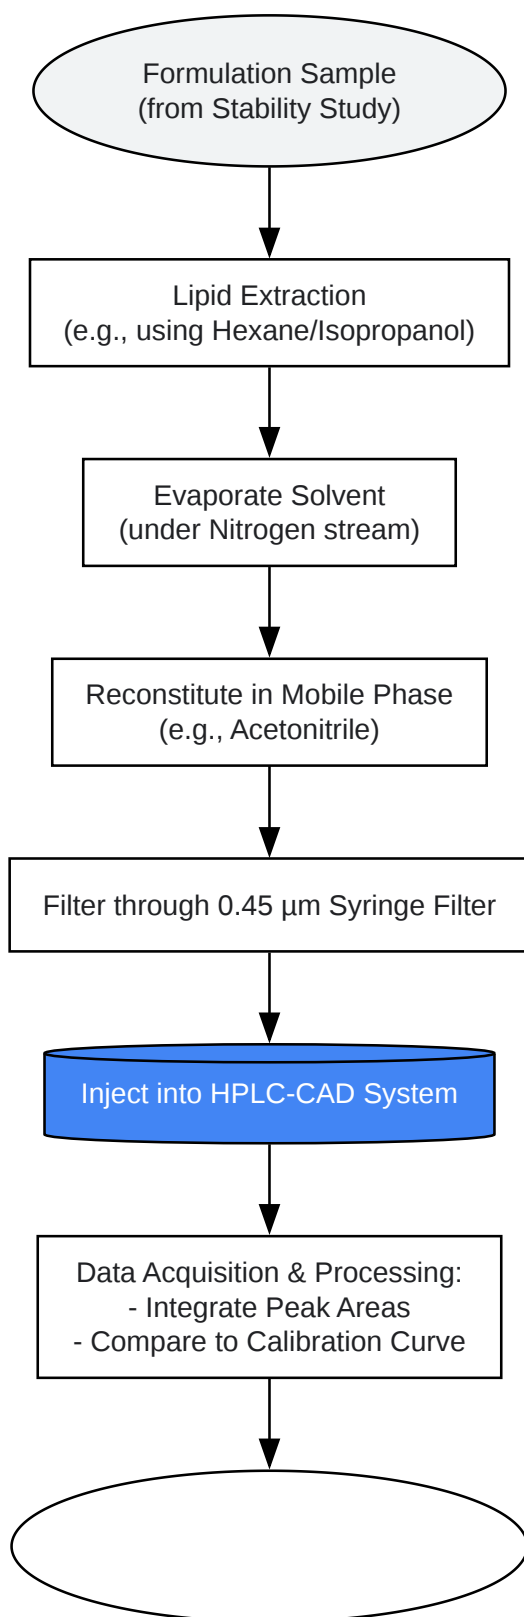 Formulation Sample
(from Stability Study)
Lipid Extraction
(e.g., using Hexane/Isopropanol)
Evaporate Solvent
(under Nitrogen stream)
Reconstitute in Mobile Phase
(e.g., Acetonitrile)
Filter through 0.45 µm Syringe Filter
Inject into HPLC-CAD System
Data Acquisition & Processing:
- Integrate Peak Areas
- Compare to Calibration Curve